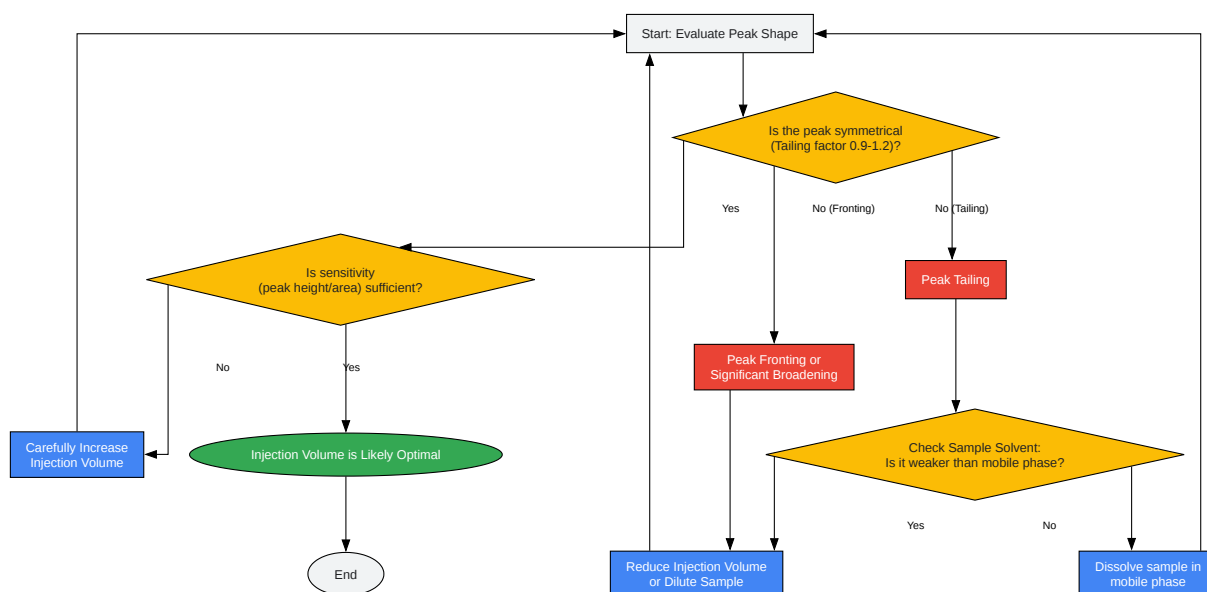 Start: Evaluate Peak Shape
Is the peak symmetrical
(Tailing factor 0.9-1.2)?
Yes
No (Fronting)
No (Tailing)
Is sensitivity
(peak height/area) sufficient?
Peak Tailing
Peak Fronting or
Significant Broadening
No
Yes
Carefully Increase
Injection Volume
Injection Volume is Likely Optimal
Check Sample Solvent:
Is it weaker than mobile phase?
Yes
No
End
Reduce Injection Volume
or Dilute Sample
Dissolve sample in
mobile phase